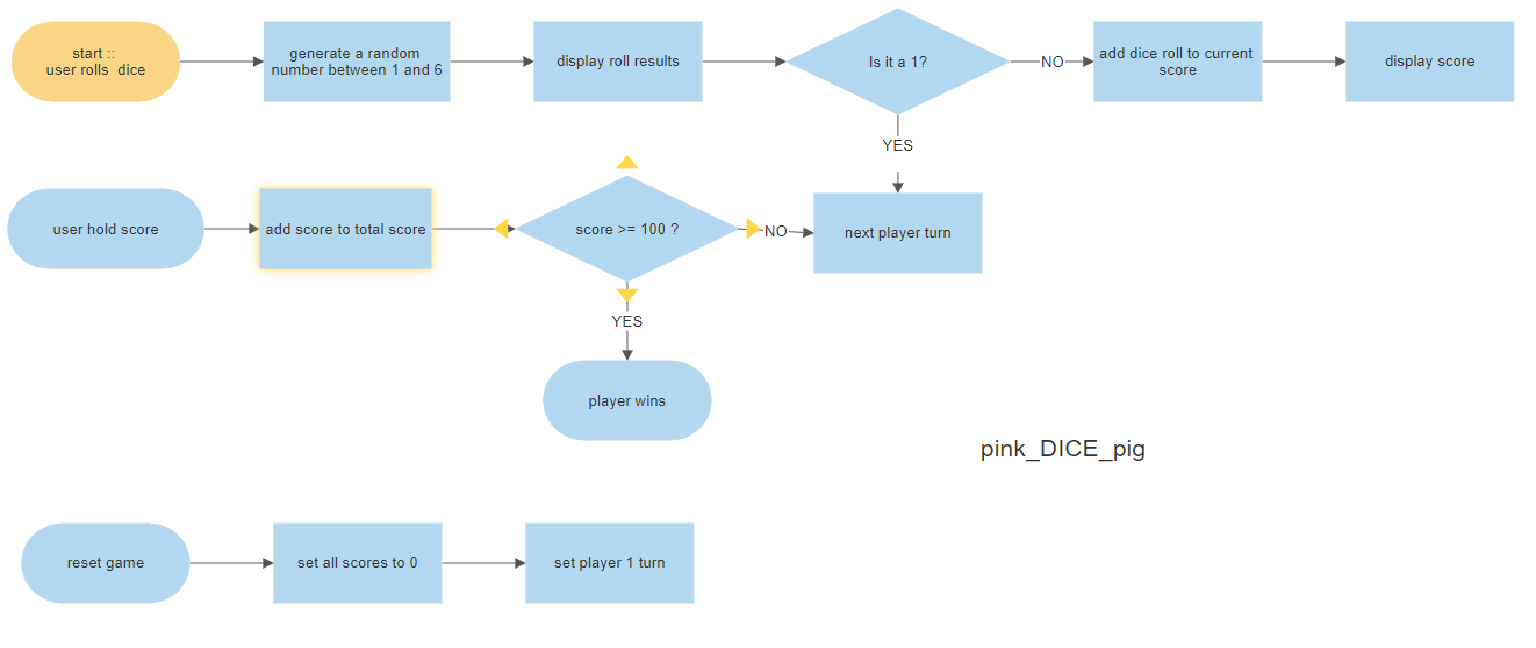 start ::
user rolls  dice
generate a random
number between 1 and 6
display roll results
Is it a 1?
NO
add dice roll to current
score
display score
YES
user hold score
add score to total score
score >= 100 ?
NO
next player turn
YES
player wins
pink_DICE_pig
reset game
set all scores to 0
set player 1 turn